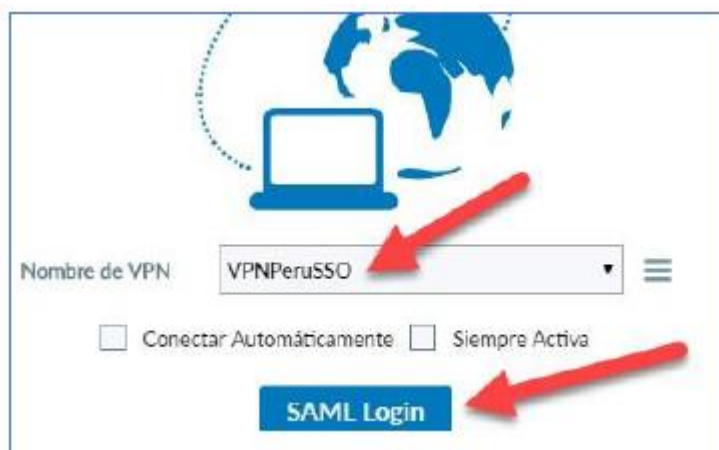 Nombre de VPN VPNPeruSSO
Conectar Automáticamente Siempre Activa
SAML Login